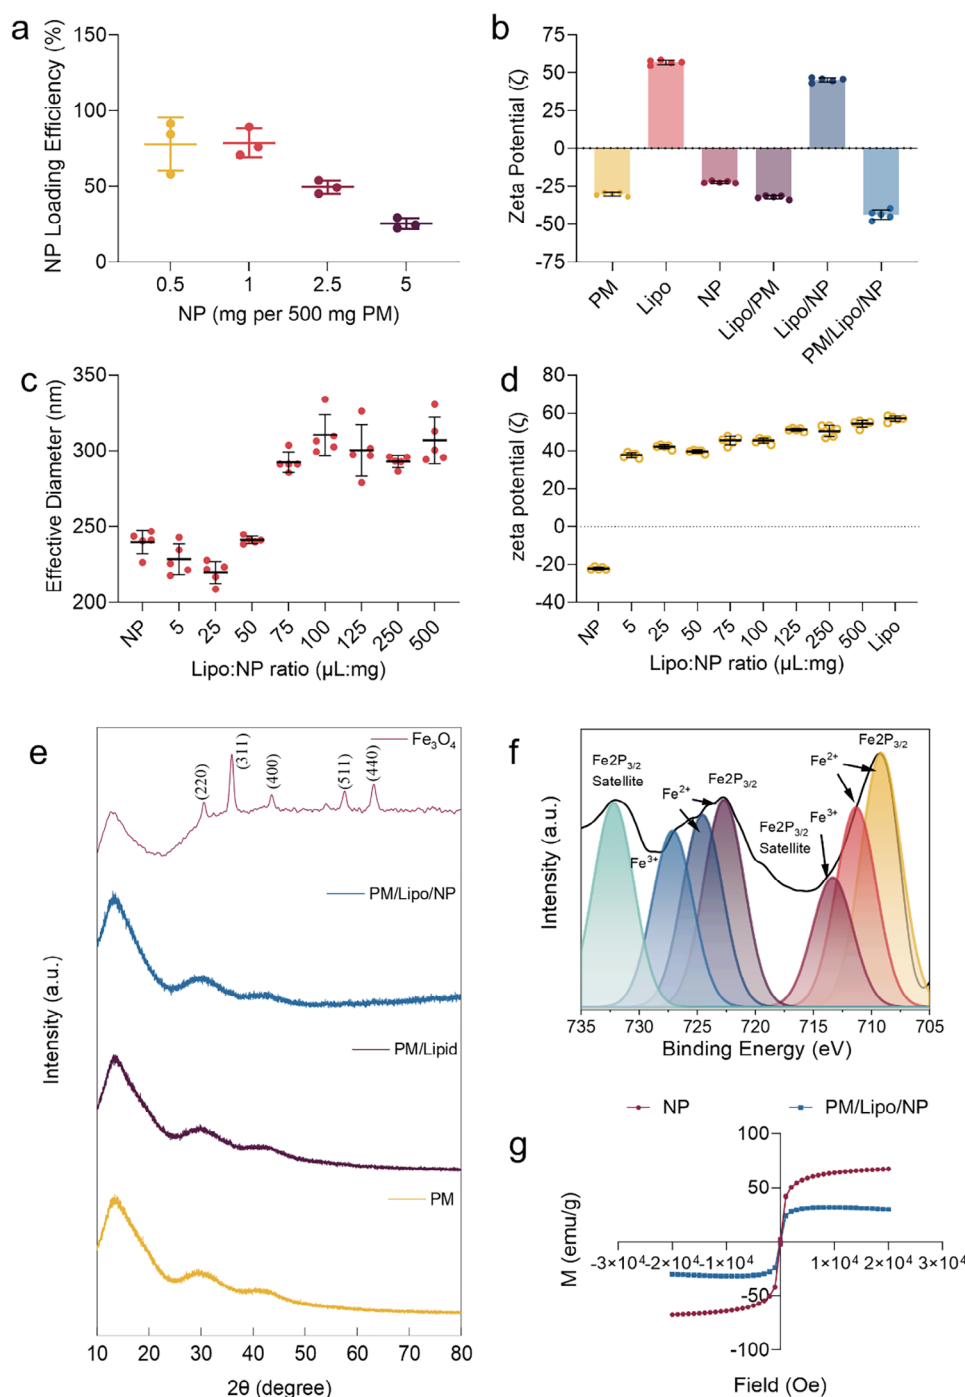 a
NP Loading Efficiency (%)
150
100
50
0
0.5 1 2.5 5
NP (mg per 500 mg PM)
b
Zeta Potential (ζ)
75
50
25
0
-25
-50
-75
PM Lipo NP Lipo/PM Lipo/NP PM/Lipo/NP
c
Effective Diameter (nm)
350
300
250
200
NP 5 25 50 75 100 125 250 500
Lipo:NP ratio (µL:mg)
d
zeta potential (ζ)
80
60
40
20
0
-20
-40
NP 5 25 50 75 100 125 250 500 Lipo
Lipo:NP ratio (µL:mg)
e
Intensity (a.u.)
Fe₃O₄
(220) (311) (400) (511) (440)
PM/Lipo/NP
PM/Lipid
PM
10 20 30 40 50 60 70 80
2θ (degree)
f
Intensity (a.u.)
Fe2P3/2
Satellite
Fe³⁺
Fe²⁺
Fe2P3/2
Fe2P3/2
Satellite
Fe³⁺
Fe²⁺
Fe2P3/2
735 730 725 720 715 710 705
Binding Energy (eV)
g
NP PM/Lipo/NP
M (emu/g)
100
50
-50
-100
-3×10⁴ -2×10⁴ -1×10⁴ 1×10⁴ 2×10⁴ 3×10⁴
Field (Oe)